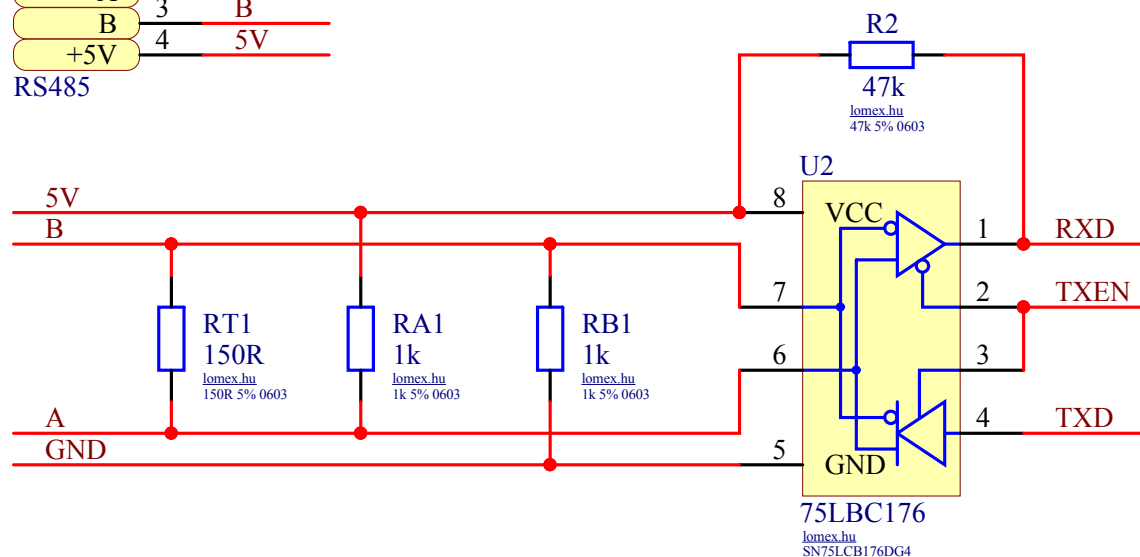 3 B
B
4 5V
+5V
RS485
R2
47k
lomex.hu
47k 5% 0603
U2
5V
8
VCC
B
1 RXD
7
2 TXEN
RT1
150R
lomex.hu
150R 5% 0603
RA1
1k
lomex.hu
1k 5% 0603
RB1
1k
lomex.hu
1k 5% 0603
6
3
A
4 TXD
GND
5
GND
75LBC176
lomex.hu
SN75LCB176DG4